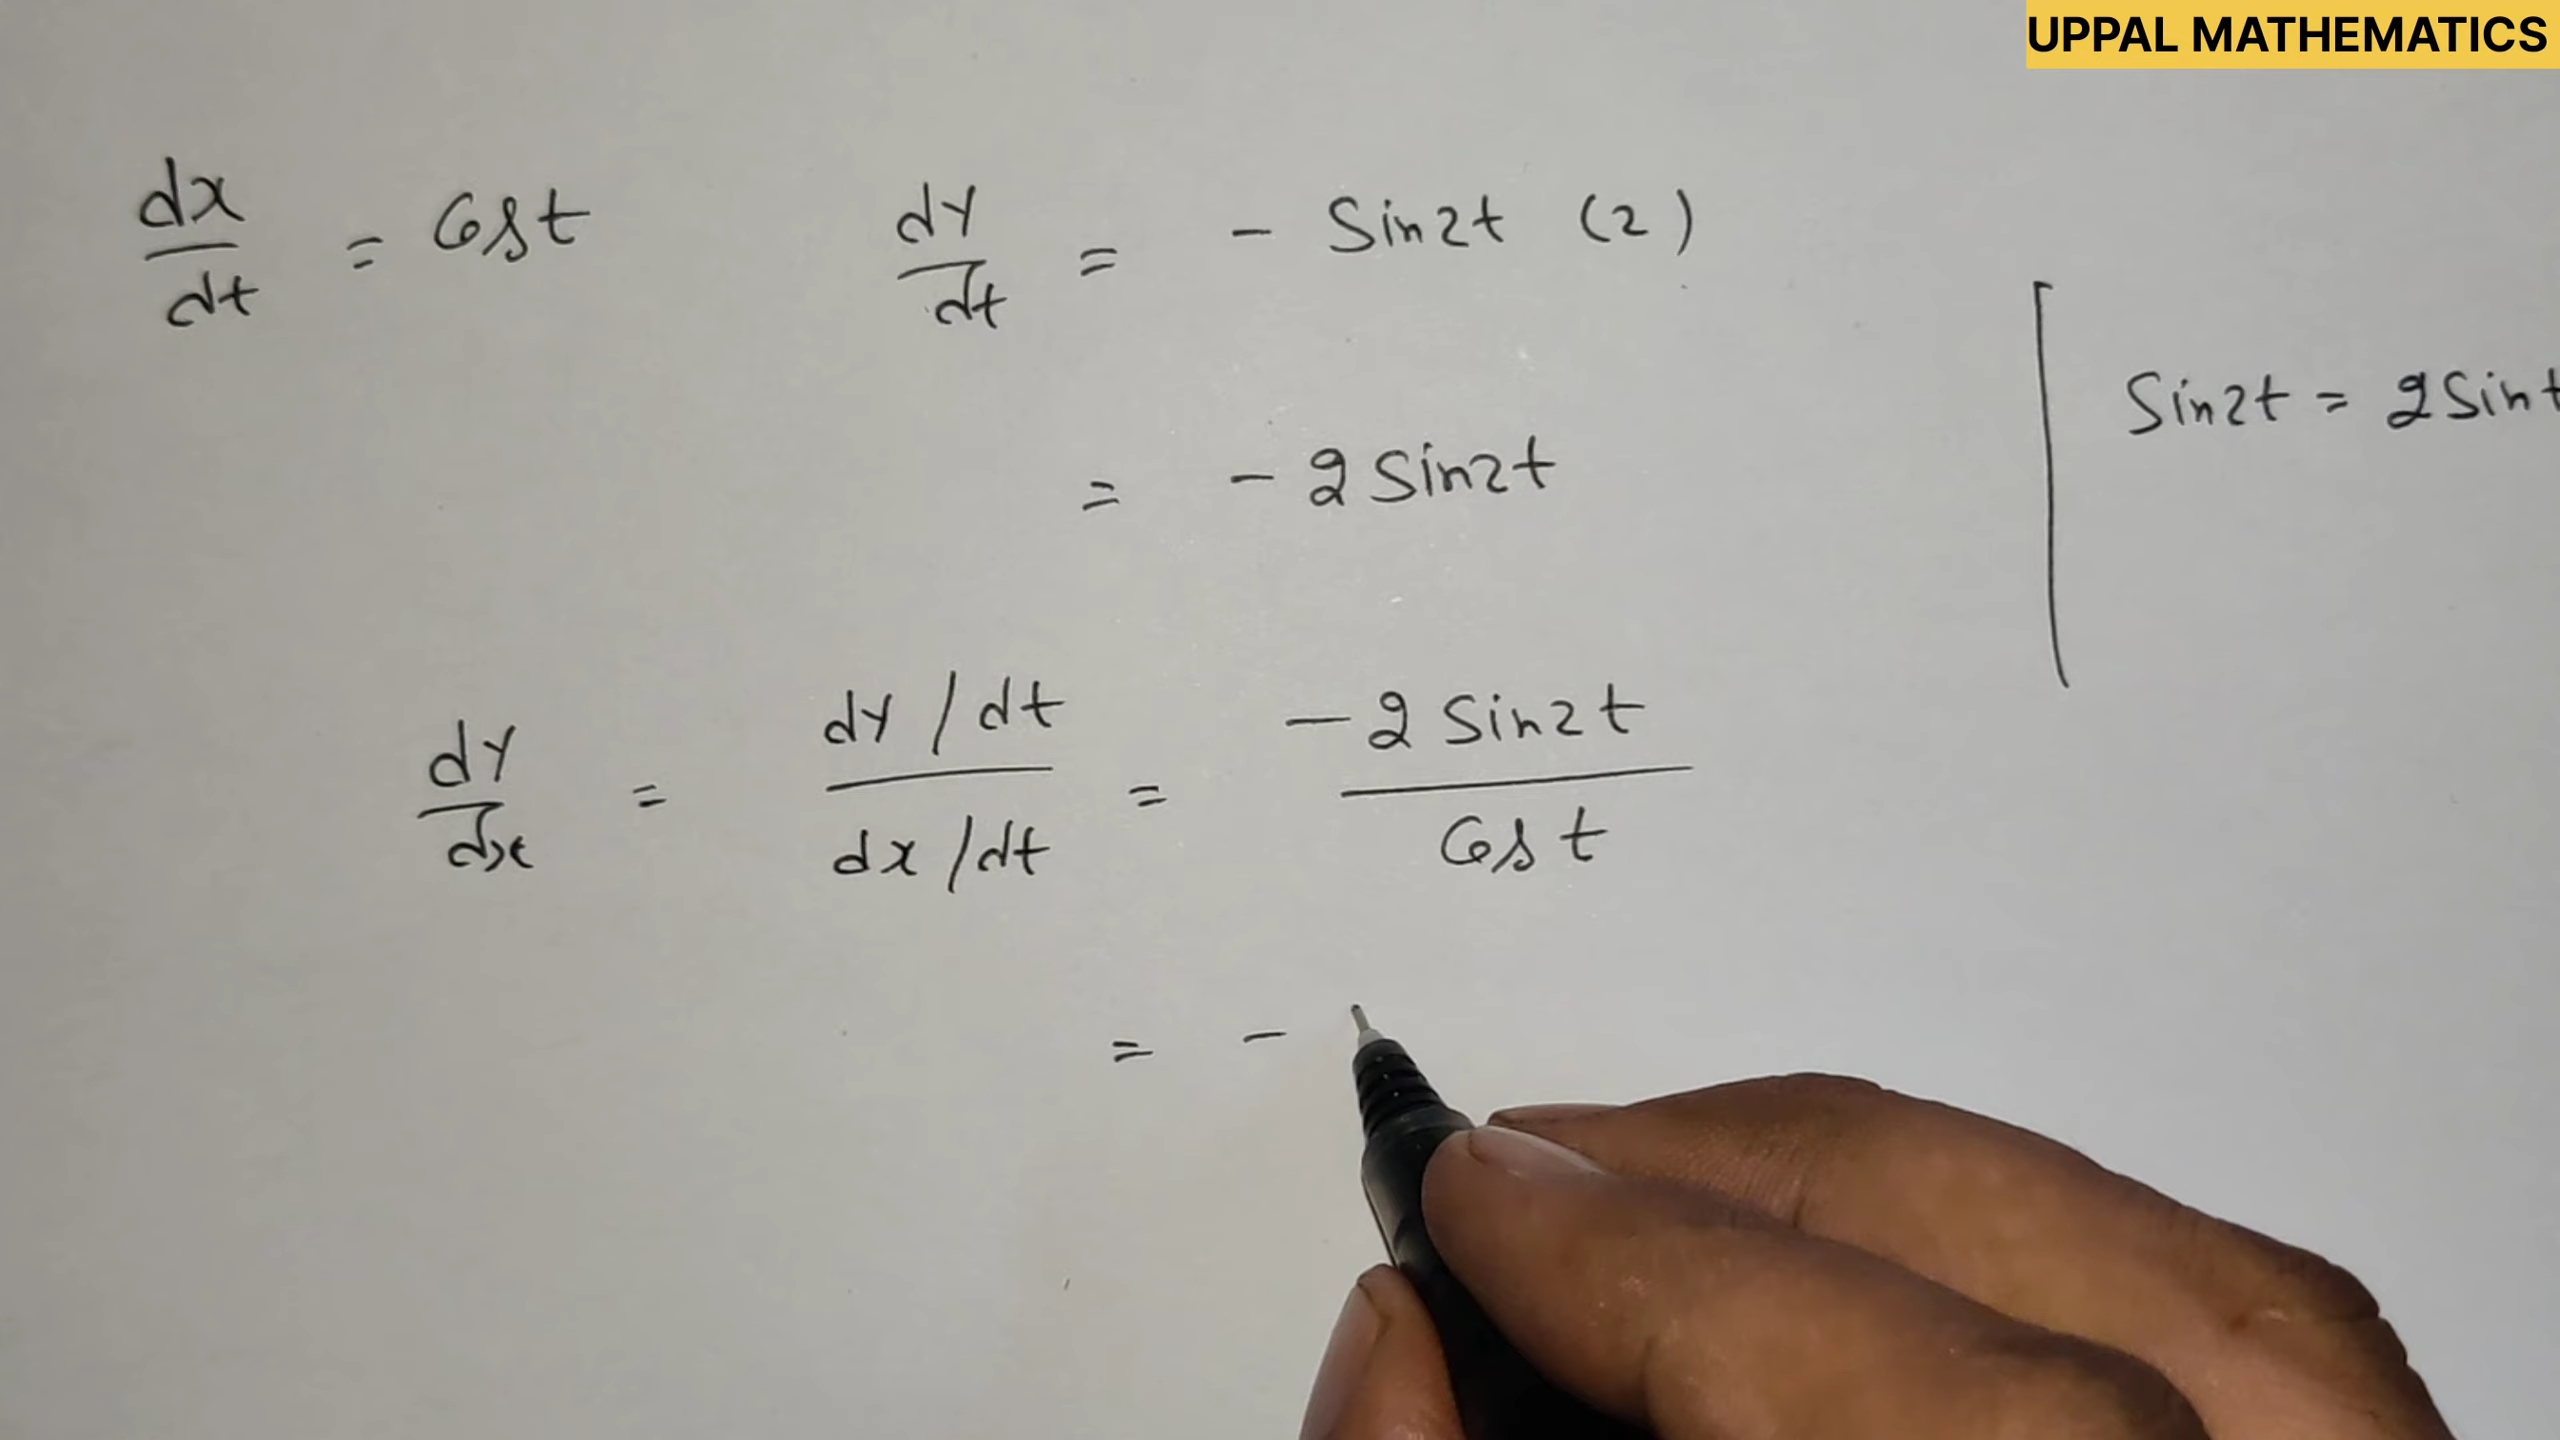 UPPAL MATHEMATICS
dx/dt = Cos t
dy/dt = - Sin2t (2)
Sin2t = 2Sint
= - 2 Sin2t
dy/dx = dy/dt / dx/dt = -2 Sin2t / Cos t
= -